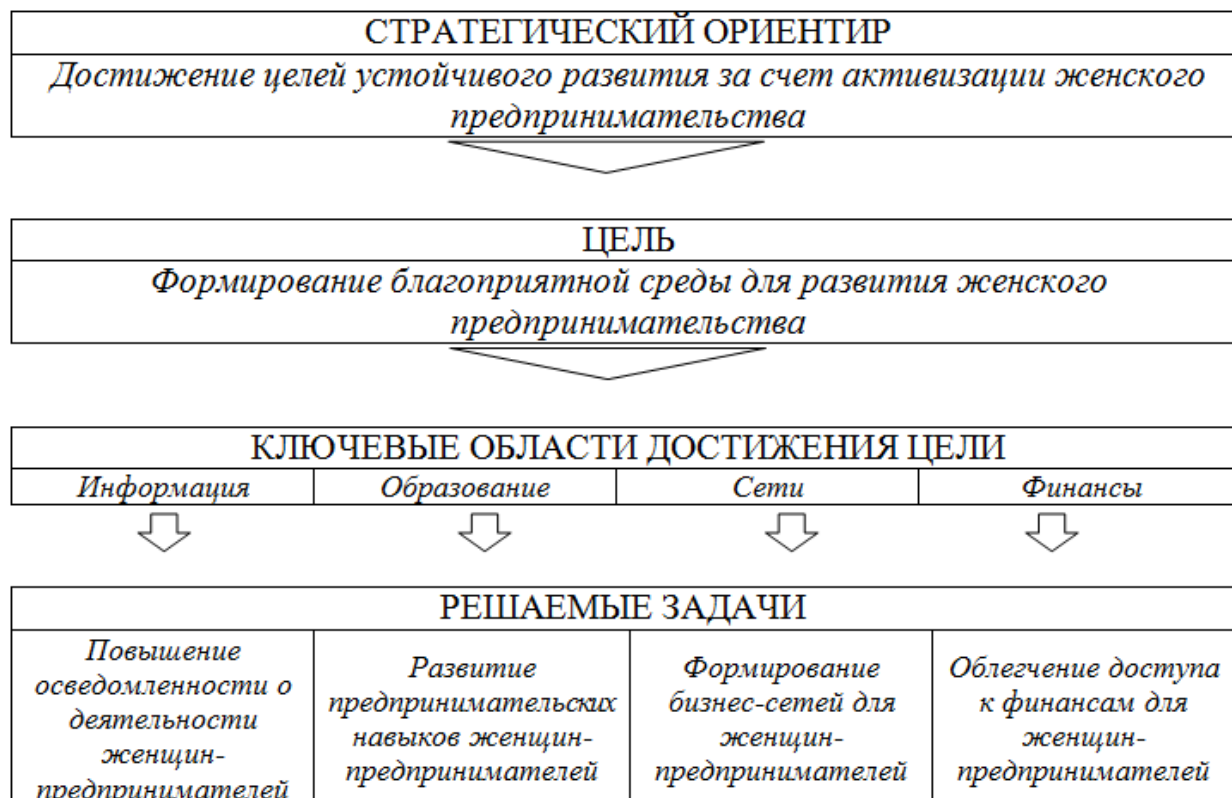 СТРАТЕГИЧЕСКИЙ ОРИЕНТИР
Достижение целей устойчивого развития за счет активизации женского
предпринимательства
ЦЕЛЬ
Формирование благоприятной среды для развития женского
предпринимательства
КЛЮЧЕВЫЕ ОБЛАСТИ ДОСТИЖЕНИЯ ЦЕЛИ
Информация
Образование
Сети
Финансы
РЕШАЕМЫЕ ЗАДАЧИ
Повышение
осведомленности о
деятельности
женщин-
предпринимателей
Развитие
предпринимательских
навыков женщин-
предпринимателей
Формирование
бизнес-сетей для
женщин-
предпринимателей
Облегчение доступа
к финансам для
женщин-
предпринимателей